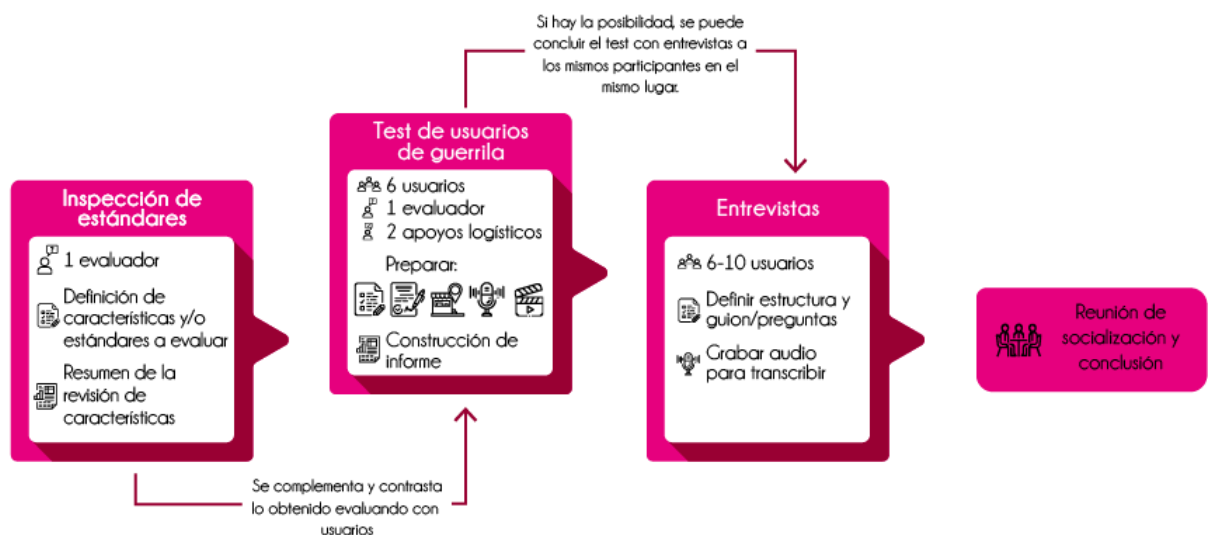 Si hay la posibilidad, se puede
concluir el test con entrevistas a
los mismos participantes en el
mismo lugar.
Inspección de
estándares
1 evaluador
Definición de
características y/o
estándares a evaluar
Resumen de la
revisión de
características
Test de usuarios
de guerrila
6 usuarios
1 evaluador
2 apoyos logísticos
Preparar:
Construcción de
informe
Entrevistas
6-10 usuarios
Definir estructura y
guion/preguntas
Grabar audio
para transcribir
Reunión de
socialización y
conclusión
Se complementa y contrasta
lo obtenido evaluando con
usuarios